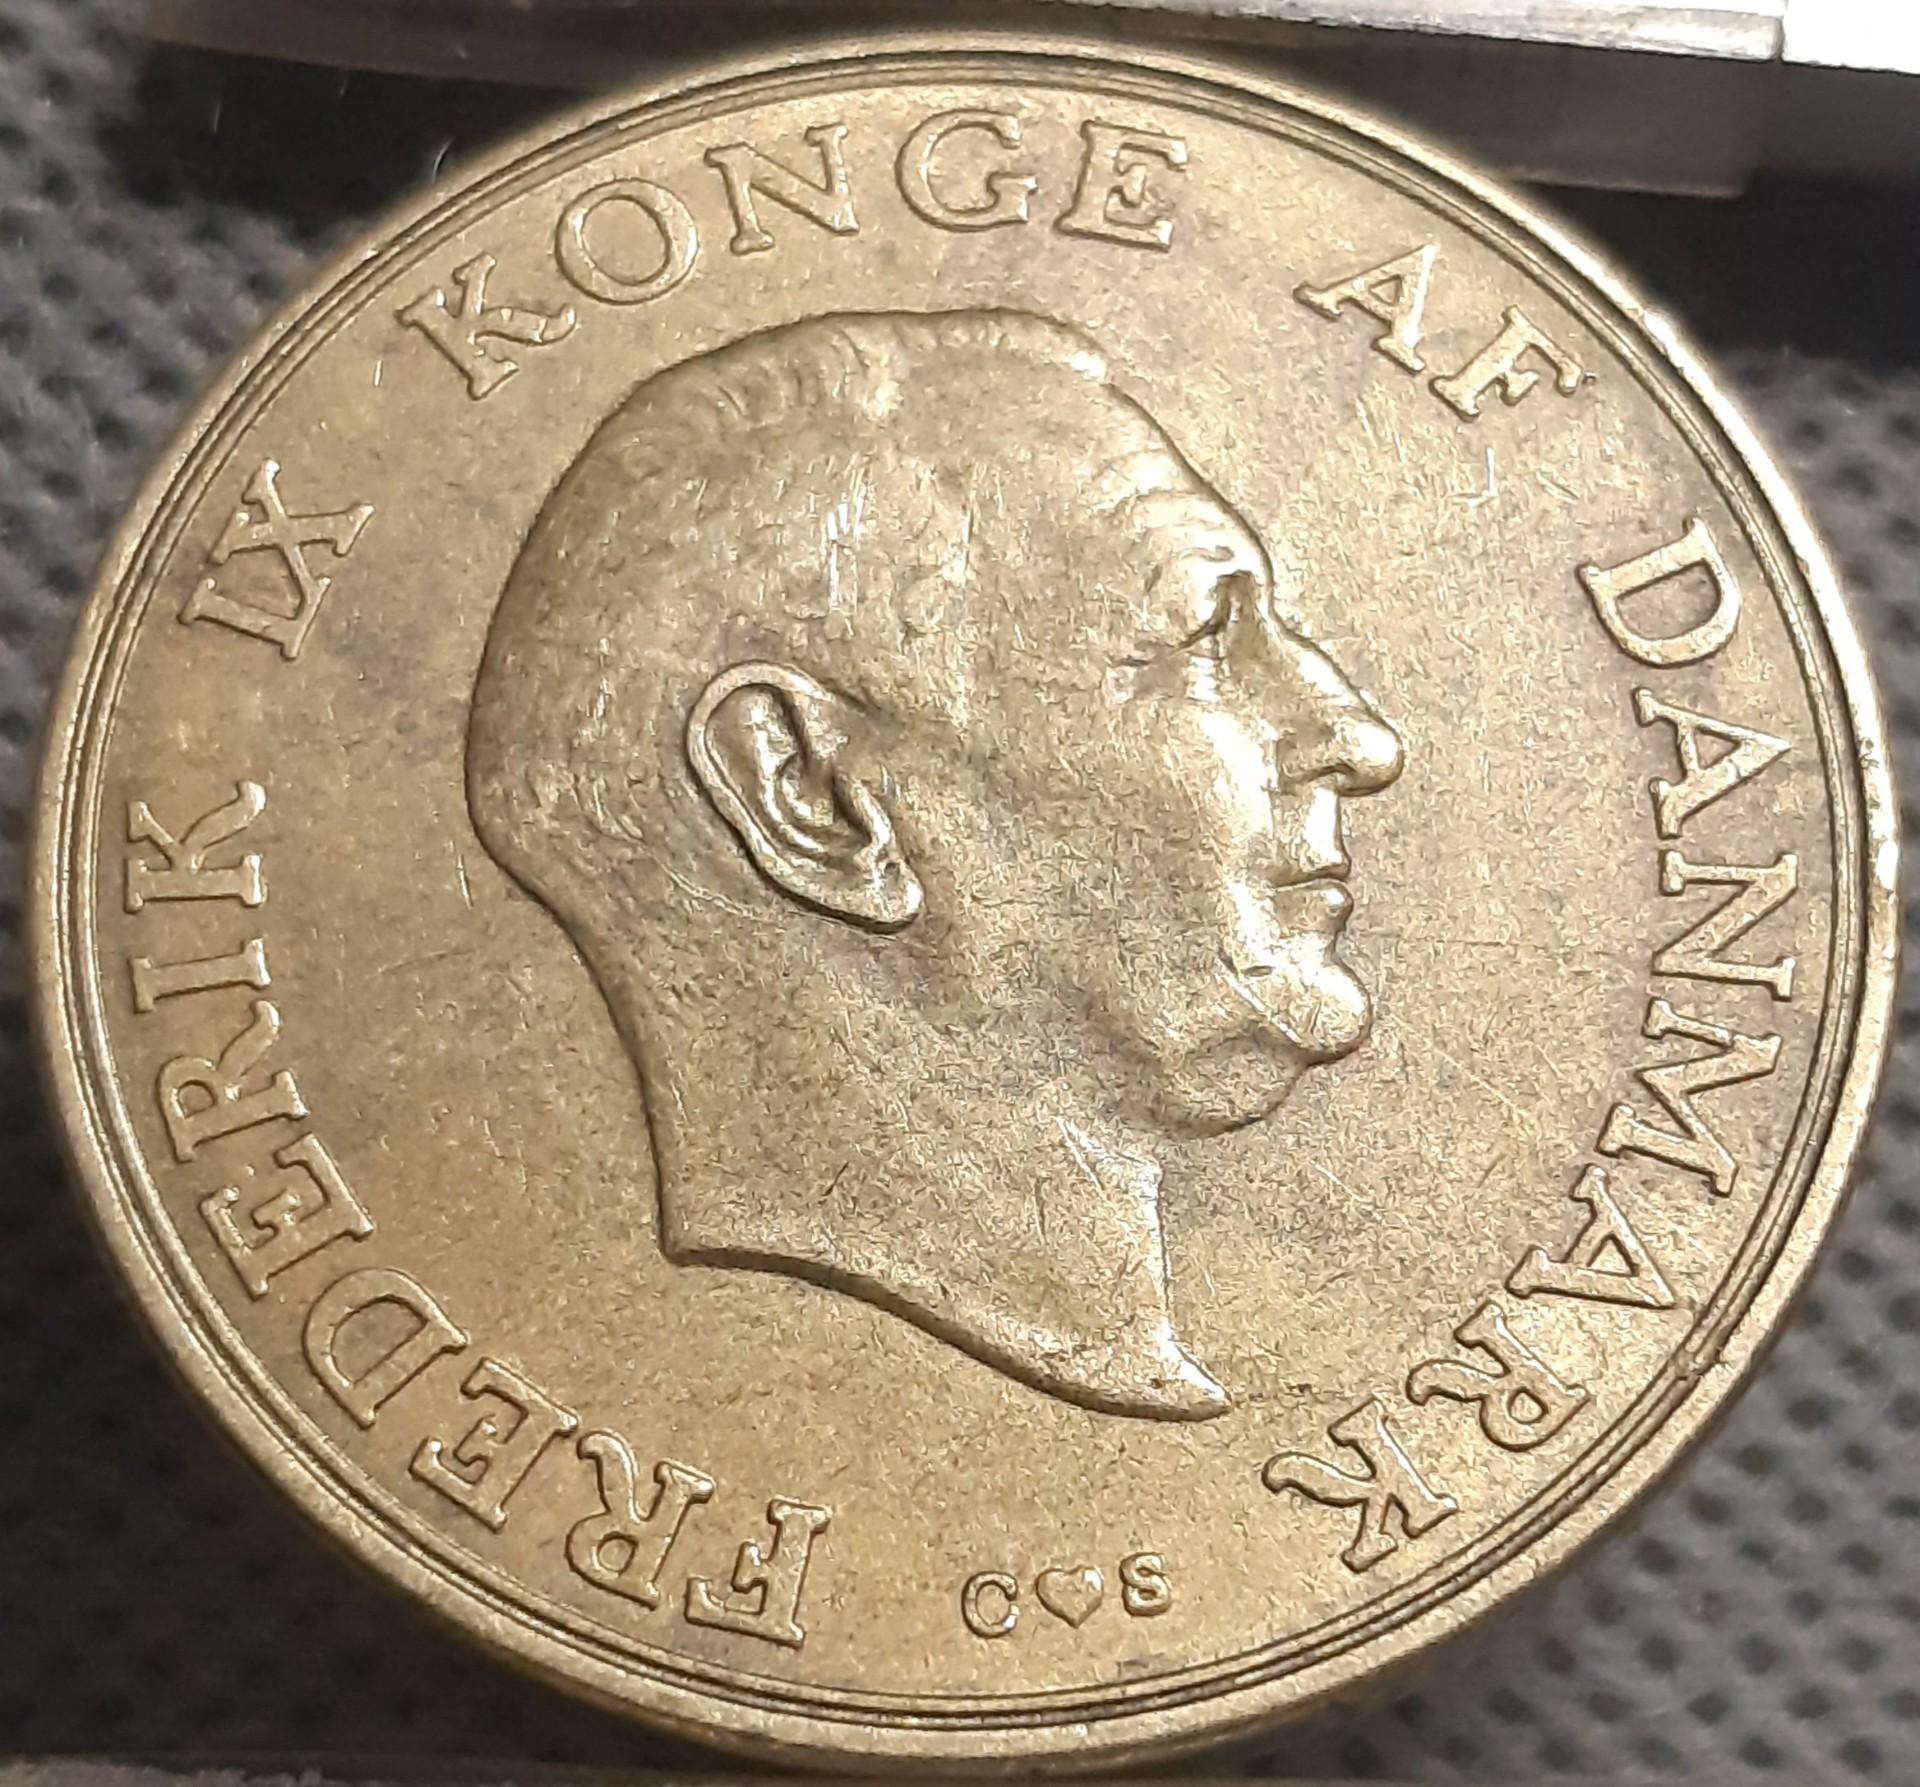 FREDERIK IX KONGE AF DANMARK
C♥S